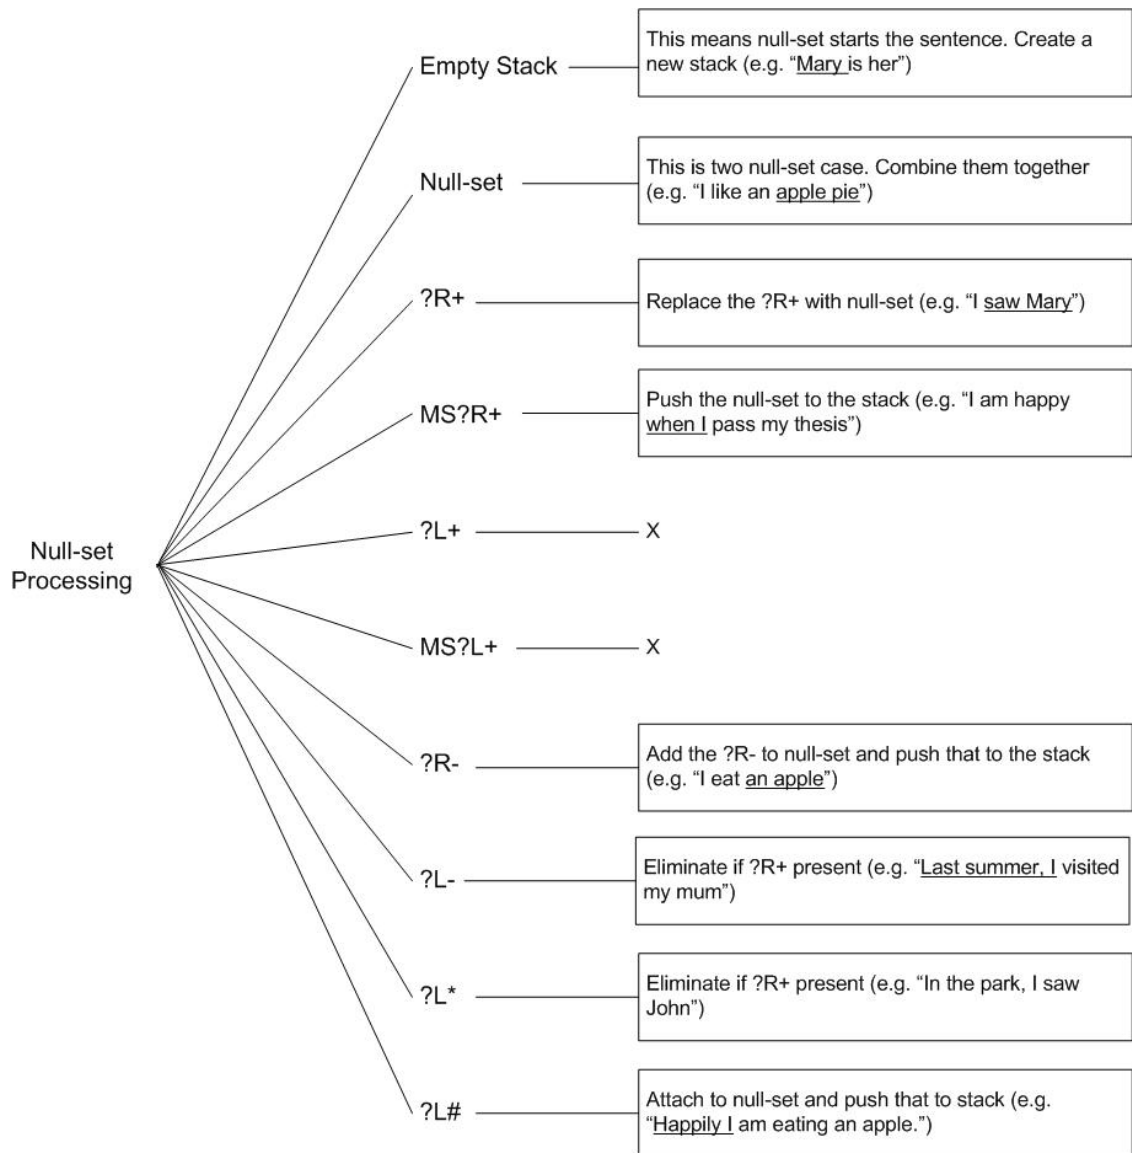 Empty Stack
This means null-set starts the sentence. Create a
new stack (e.g. “Mary is her”)
Null-set
This is two null-set case. Combine them together
(e.g. “I like an apple pie”)
?R+
Replace the ?R+ with null-set (e.g. “I saw Mary”)
MS?R+
Push the null-set to the stack (e.g. “I am happy
when I pass my thesis”)
?L+
X
Null-set
Processing
MS?L+
X
?R-
Add the ?R- to null-set and push that to the stack
(e.g. “I eat an apple”)
?L-
Eliminate if ?R+ present (e.g. “Last summer, I visited
my mum”)
?L*
Eliminate if ?R+ present (e.g. “In the park, I saw
John”)
?L#
Attach to null-set and push that to stack (e.g.
“Happily I am eating an apple.”)